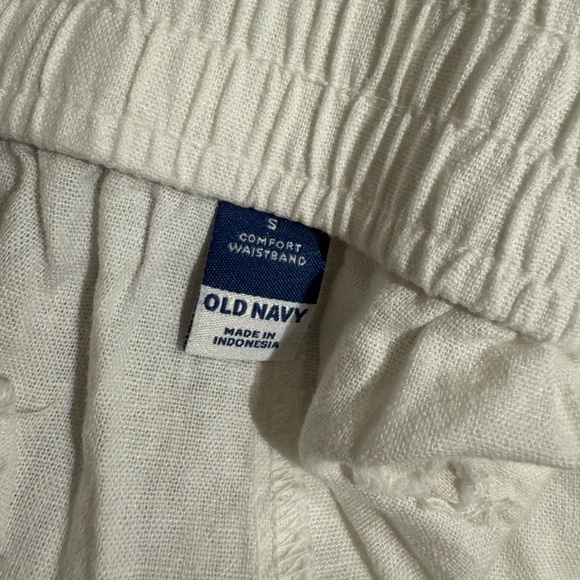 S
COMFORT
WAISTBAND
OLD NAVY
MADE IN
INDONESIA